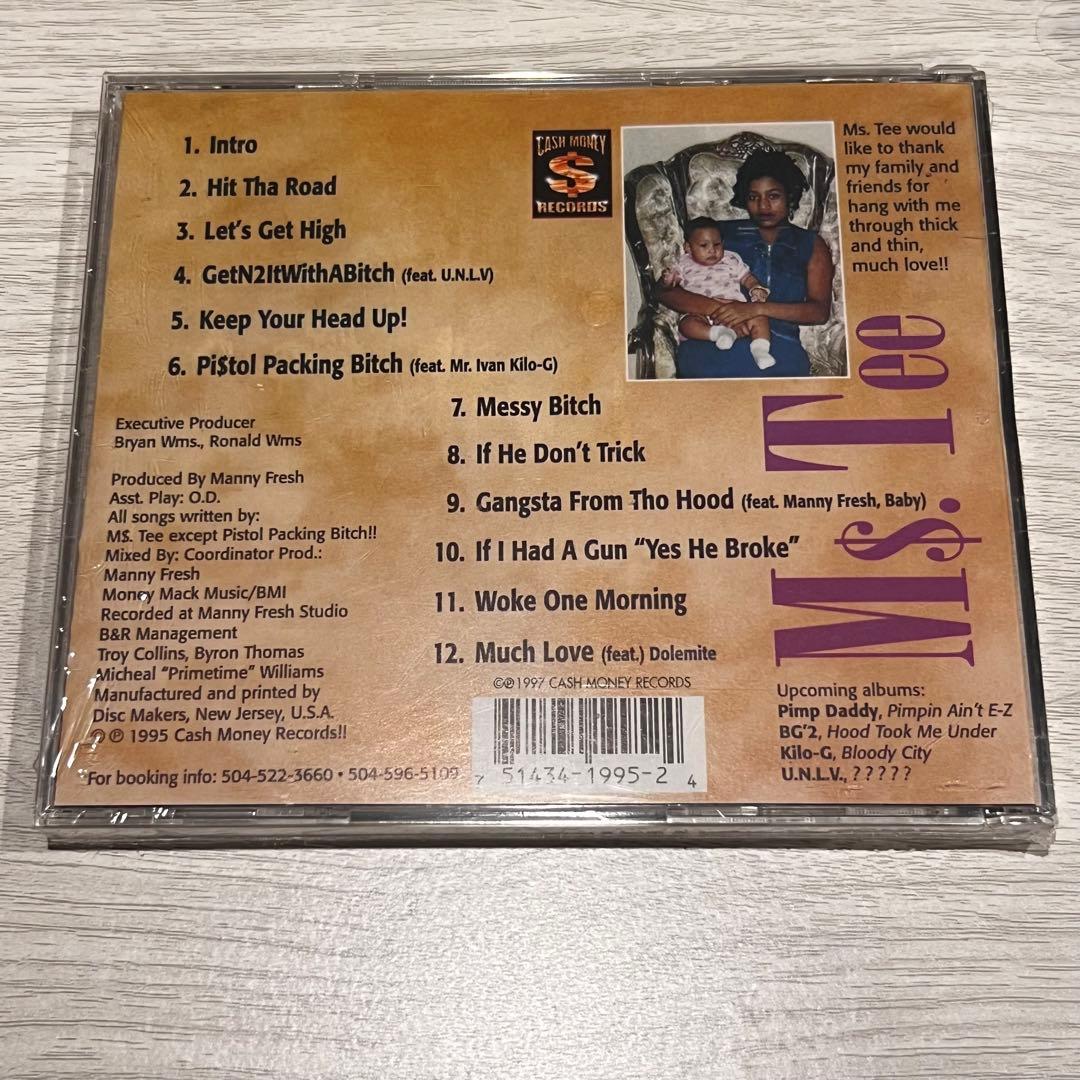 1. Intro
2. Hit Tha Road
3. Let's Get High
4. GetN2ItWithABitch (feat. U.N.L.V)
5. Keep Your Head Up!
6. Pi$tol Packing Bitch (feat. Mr. Ivan Kilo-G)
7. Messy Bitch
8. If He Don't Trick
9. Gangsta From Tho Hood (feat. Manny Fresh, Baby)
10. If I Had A Gun "Yes He Broke"
11. Woke One Morning
12. Much Love (feat.) Dolemite
CASH MONEY
$
RECORDS
Ms. Tee would
like to thank
my family and
friends for
hang with me
through thick
and thin,
much love!!
M$. Tee
Executive Producer
Bryan Wms., Ronald Wms
Produced By Manny Fresh
Asst. Play: O.D.
All songs written by:
M$. Tee except Pistol Packing Bitch!!
Mixed By: Coordinator Prod.:
Manny Fresh
Money Mack Music/BMI
Recorded at Manny Fresh Studio
B&R Management
Troy Collins, Byron Thomas
Micheal "Primetime" Williams
Manufactured and printed by
Disc Makers, New Jersey, U.S.A.
© ℗ 1995 Cash Money Records!!
For booking info: 504-522-3660 • 504-596-5109
©℗1997 CASH MONEY RECORDS
7 51434-1995-2 4
Upcoming albums:
Pimp Daddy, Pimpin Ain't E-Z
BG'2, Hood Took Me Under
Kilo-G, Bloody City
U.N.L.V., ? ? ? ? ?